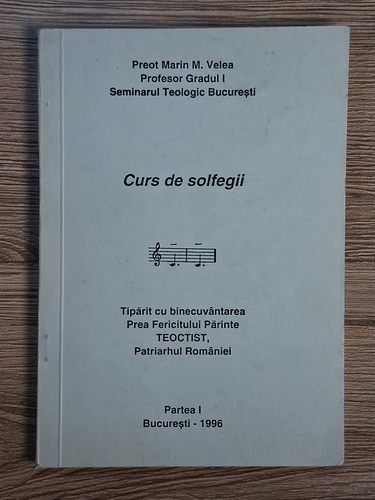 Preot Marin M. Velea
Profesor Gradul I
Seminarul Teologic București
Curs de solfegii
Tipărit cu binecuvântarea
Prea Fericitului Părinte
TEOCTIST,
Patriarhul României
Partea I
București - 1996